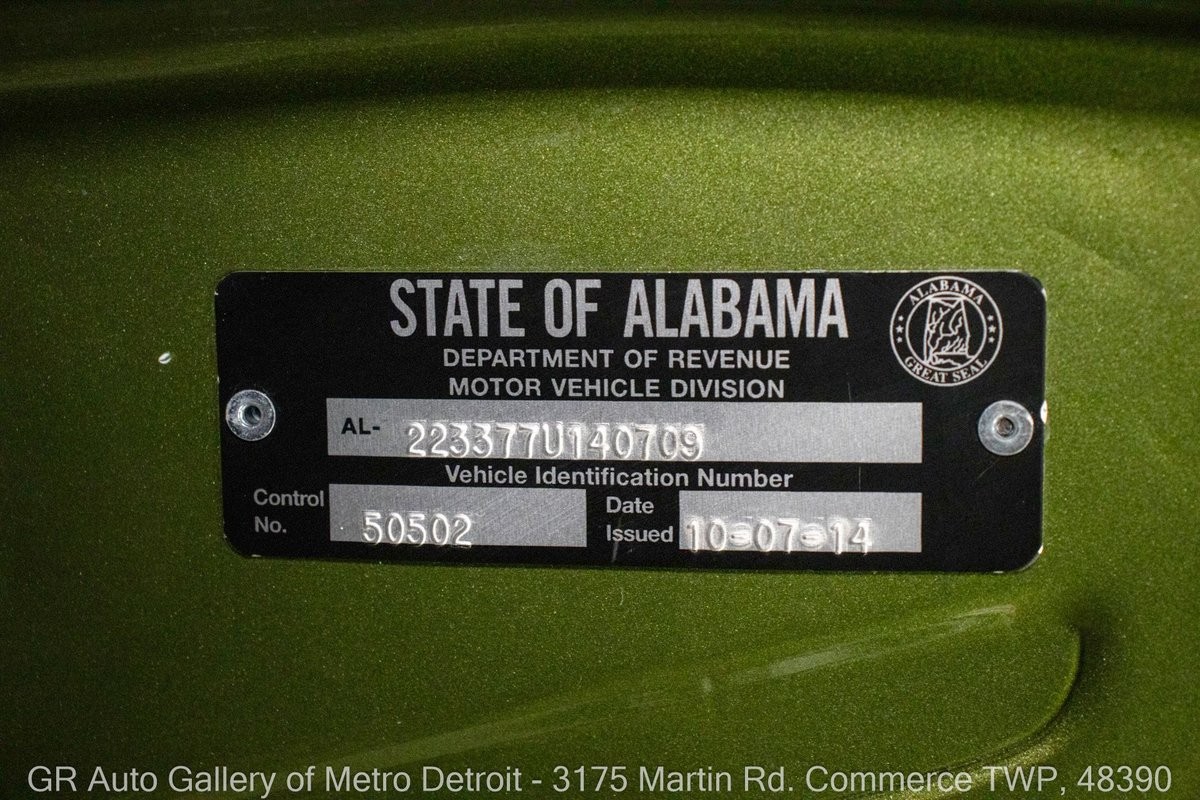 STATE OF ALABAMA
ALABAMA
GREAT SEAL
DEPARTMENT OF REVENUE
MOTOR VEHICLE DIVISION
AL- 223377U140709
Vehicle Identification Number
Control No. 50502
Date Issued 10-07-14
GR Auto Gallery of Metro Detroit - 3175 Martin Rd. Commerce TWP, 48390